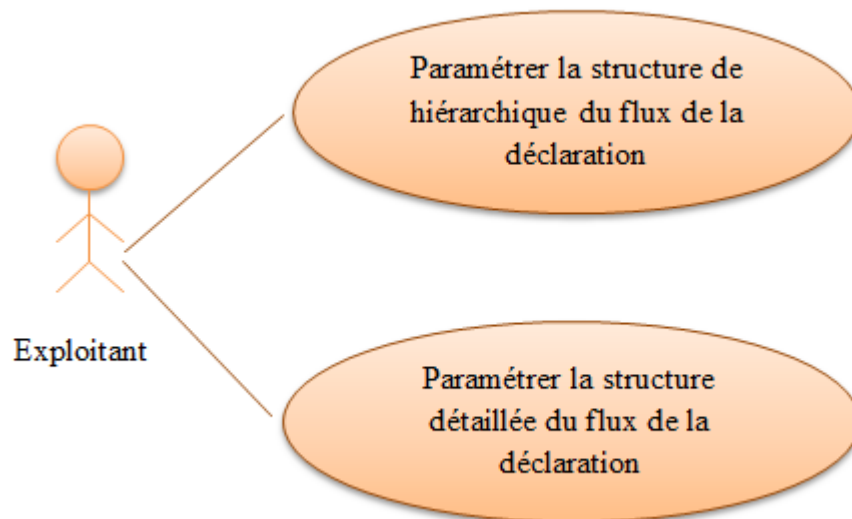 Paramétrer la structure de
hiérarchique du flux de la
déclaration
Exploitant
Paramétrer la structure
détaillée du flux de la
déclaration